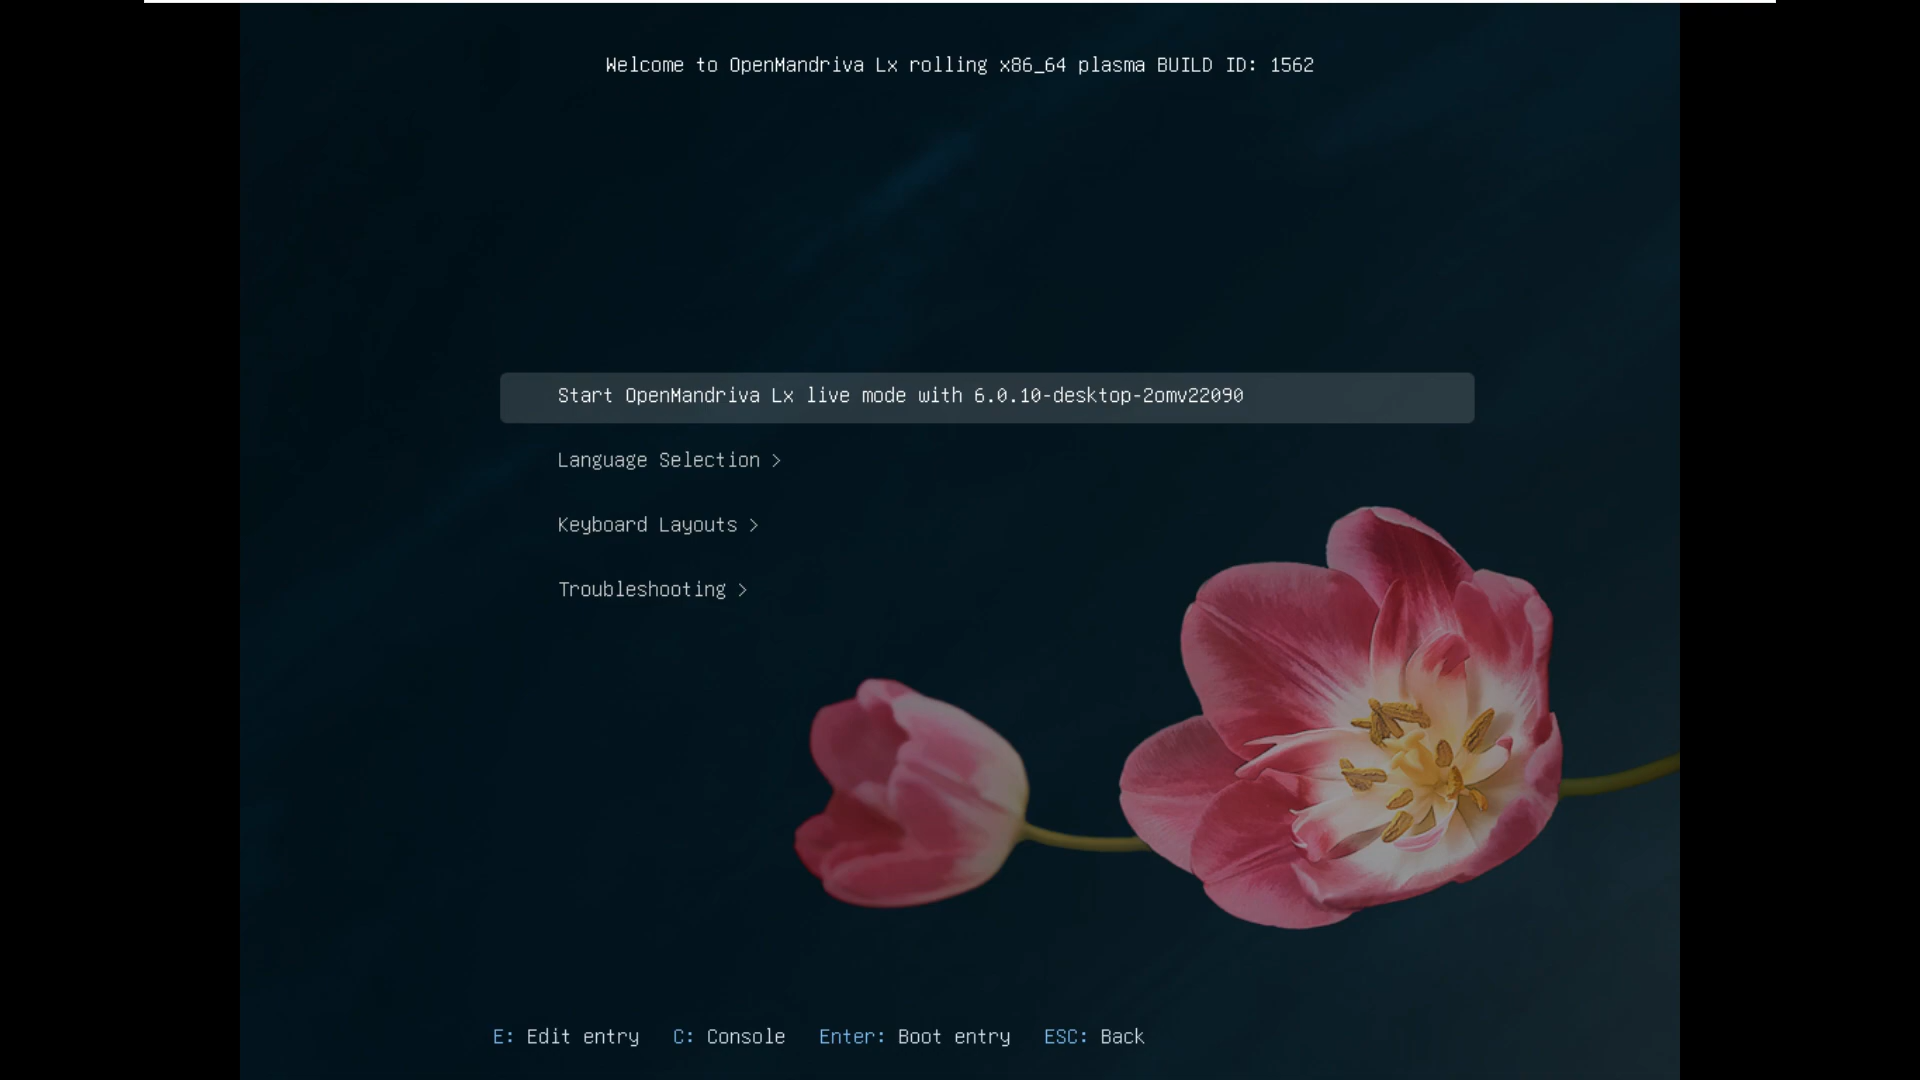 Welcome to OpenMandriva Lx rolling x86_64 plasma BUILD ID: 1562
Start OpenMandriva Lx live mode with 6.0.10-desktop-2omv22090
Language Selection >
Keyboard Layouts >
Troubleshooting >
E: Edit entry C: Console Enter: Boot entry ESC: Back